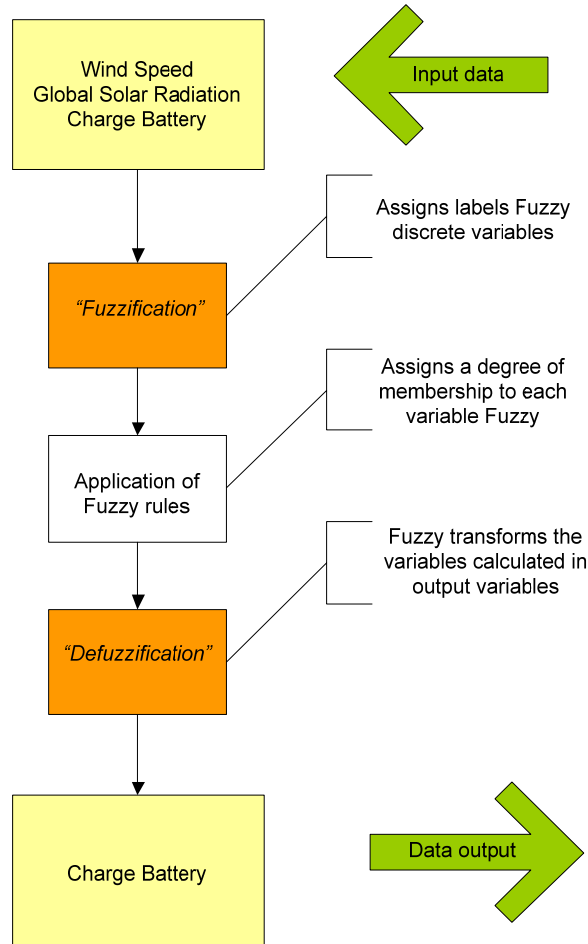 Wind Speed
Global Solar Radiation
Charge Battery
Input data
Assigns labels Fuzzy
discrete variables
“Fuzzification”
Assigns a degree of
membership to each
variable Fuzzy
Application of
Fuzzy rules
Fuzzy transforms the
variables calculated in
output variables
“Defuzzification”
Charge Battery
Data output